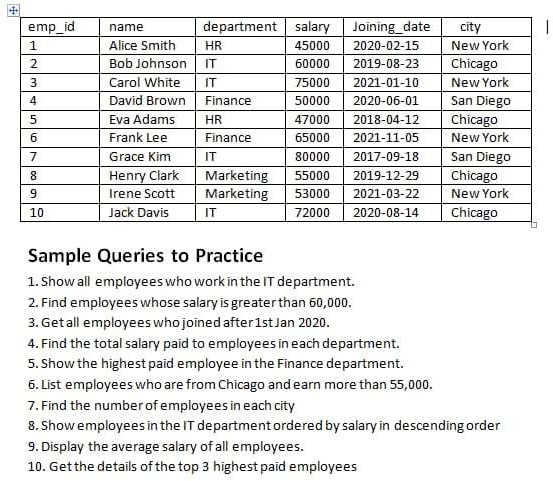 emp_id name department salary Joining_date city
1 Alice Smith HR 45000 2020-02-15 New York
2 Bob Johnson IT 60000 2019-08-23 Chicago
3 Carol White IT 75000 2021-01-10 New York
4 David Brown Finance 50000 2020-06-01 San Diego
5 Eva Adams HR 47000 2018-04-12 Chicago
6 Frank Lee Finance 65000 2021-11-05 New York
7 Grace Kim IT 80000 2017-09-18 San Diego
8 Henry Clark Marketing 55000 2019-12-29 Chicago
9 Irene Scott Marketing 53000 2021-03-22 New York
10 Jack Davis IT 72000 2020-08-14 Chicago
Sample Queries to Practice
1. Show all employees who work in the IT department.
2. Find employees whose salary is greater than 60,000.
3. Get all employees who joined after 1st Jan 2020.
4. Find the total salary paid to employees in each department.
5. Show the highest paid employee in the Finance department.
6. List employees who are from Chicago and earn more than 55,000.
7. Find the number of employees in each city
8. Show employees in the IT department ordered by salary in descending order
9. Display the average salary of all employees.
10. Get the details of the top 3 highest paid employees